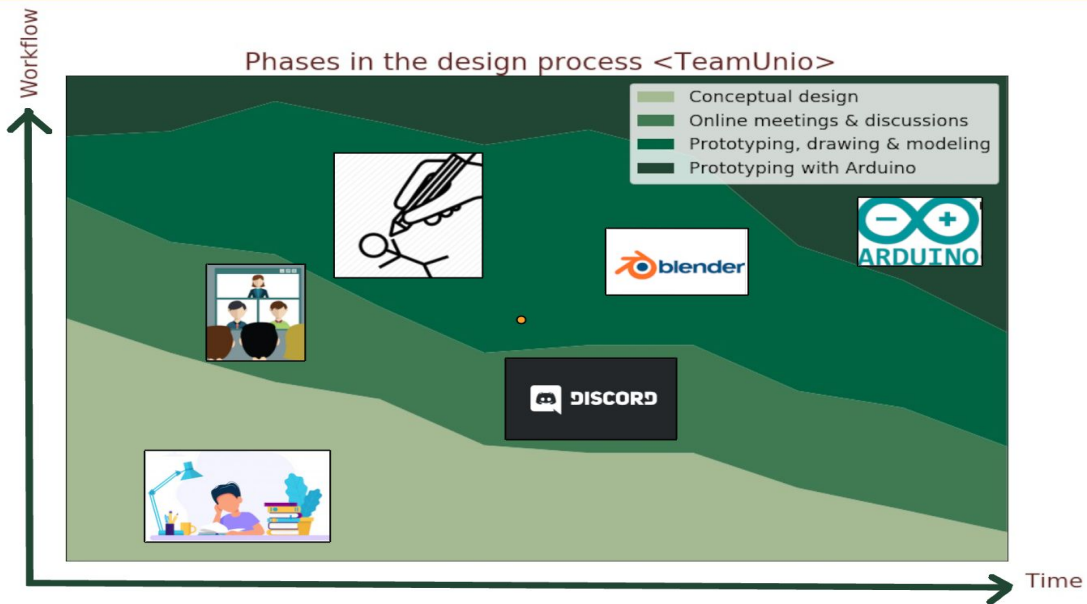 Workflow
Phases in the design process <TeamUnio>
Conceptual design
Online meetings & discussions
Prototyping, drawing & modeling
Prototyping with Arduino
ARDUINO
blender
DISCORD
Time